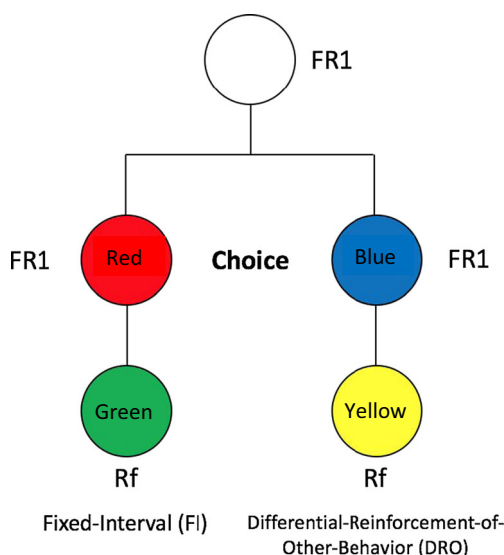 FR1
FR1
Red
Choice
Blue
FR1
Green
Yellow
Rf
Rf
Fixed-Interval (FI)
Differential-Reinforcement-of-
Other-Behavior (DRO)